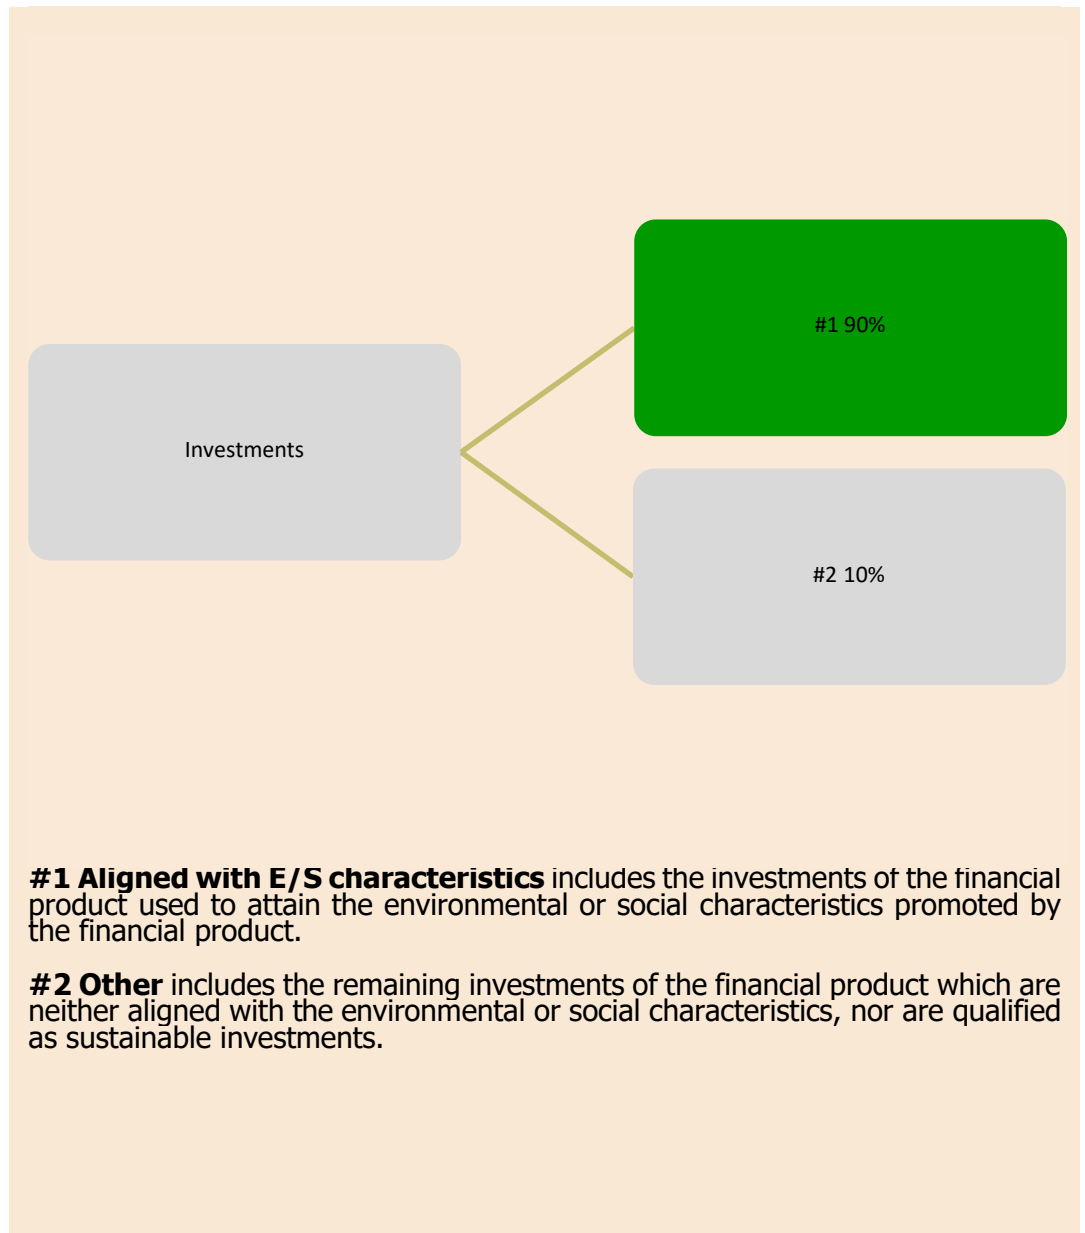 #1 90%
Investments
#2 10%
#1 Aligned with E/S characteristics includes the investments of the financial
product used to attain the environmental or social characteristics promoted by
the financial product.
#2 Other includes the remaining investments of the financial product which are
neither aligned with the environmental or social characteristics, nor are qualified
as sustainable investments.